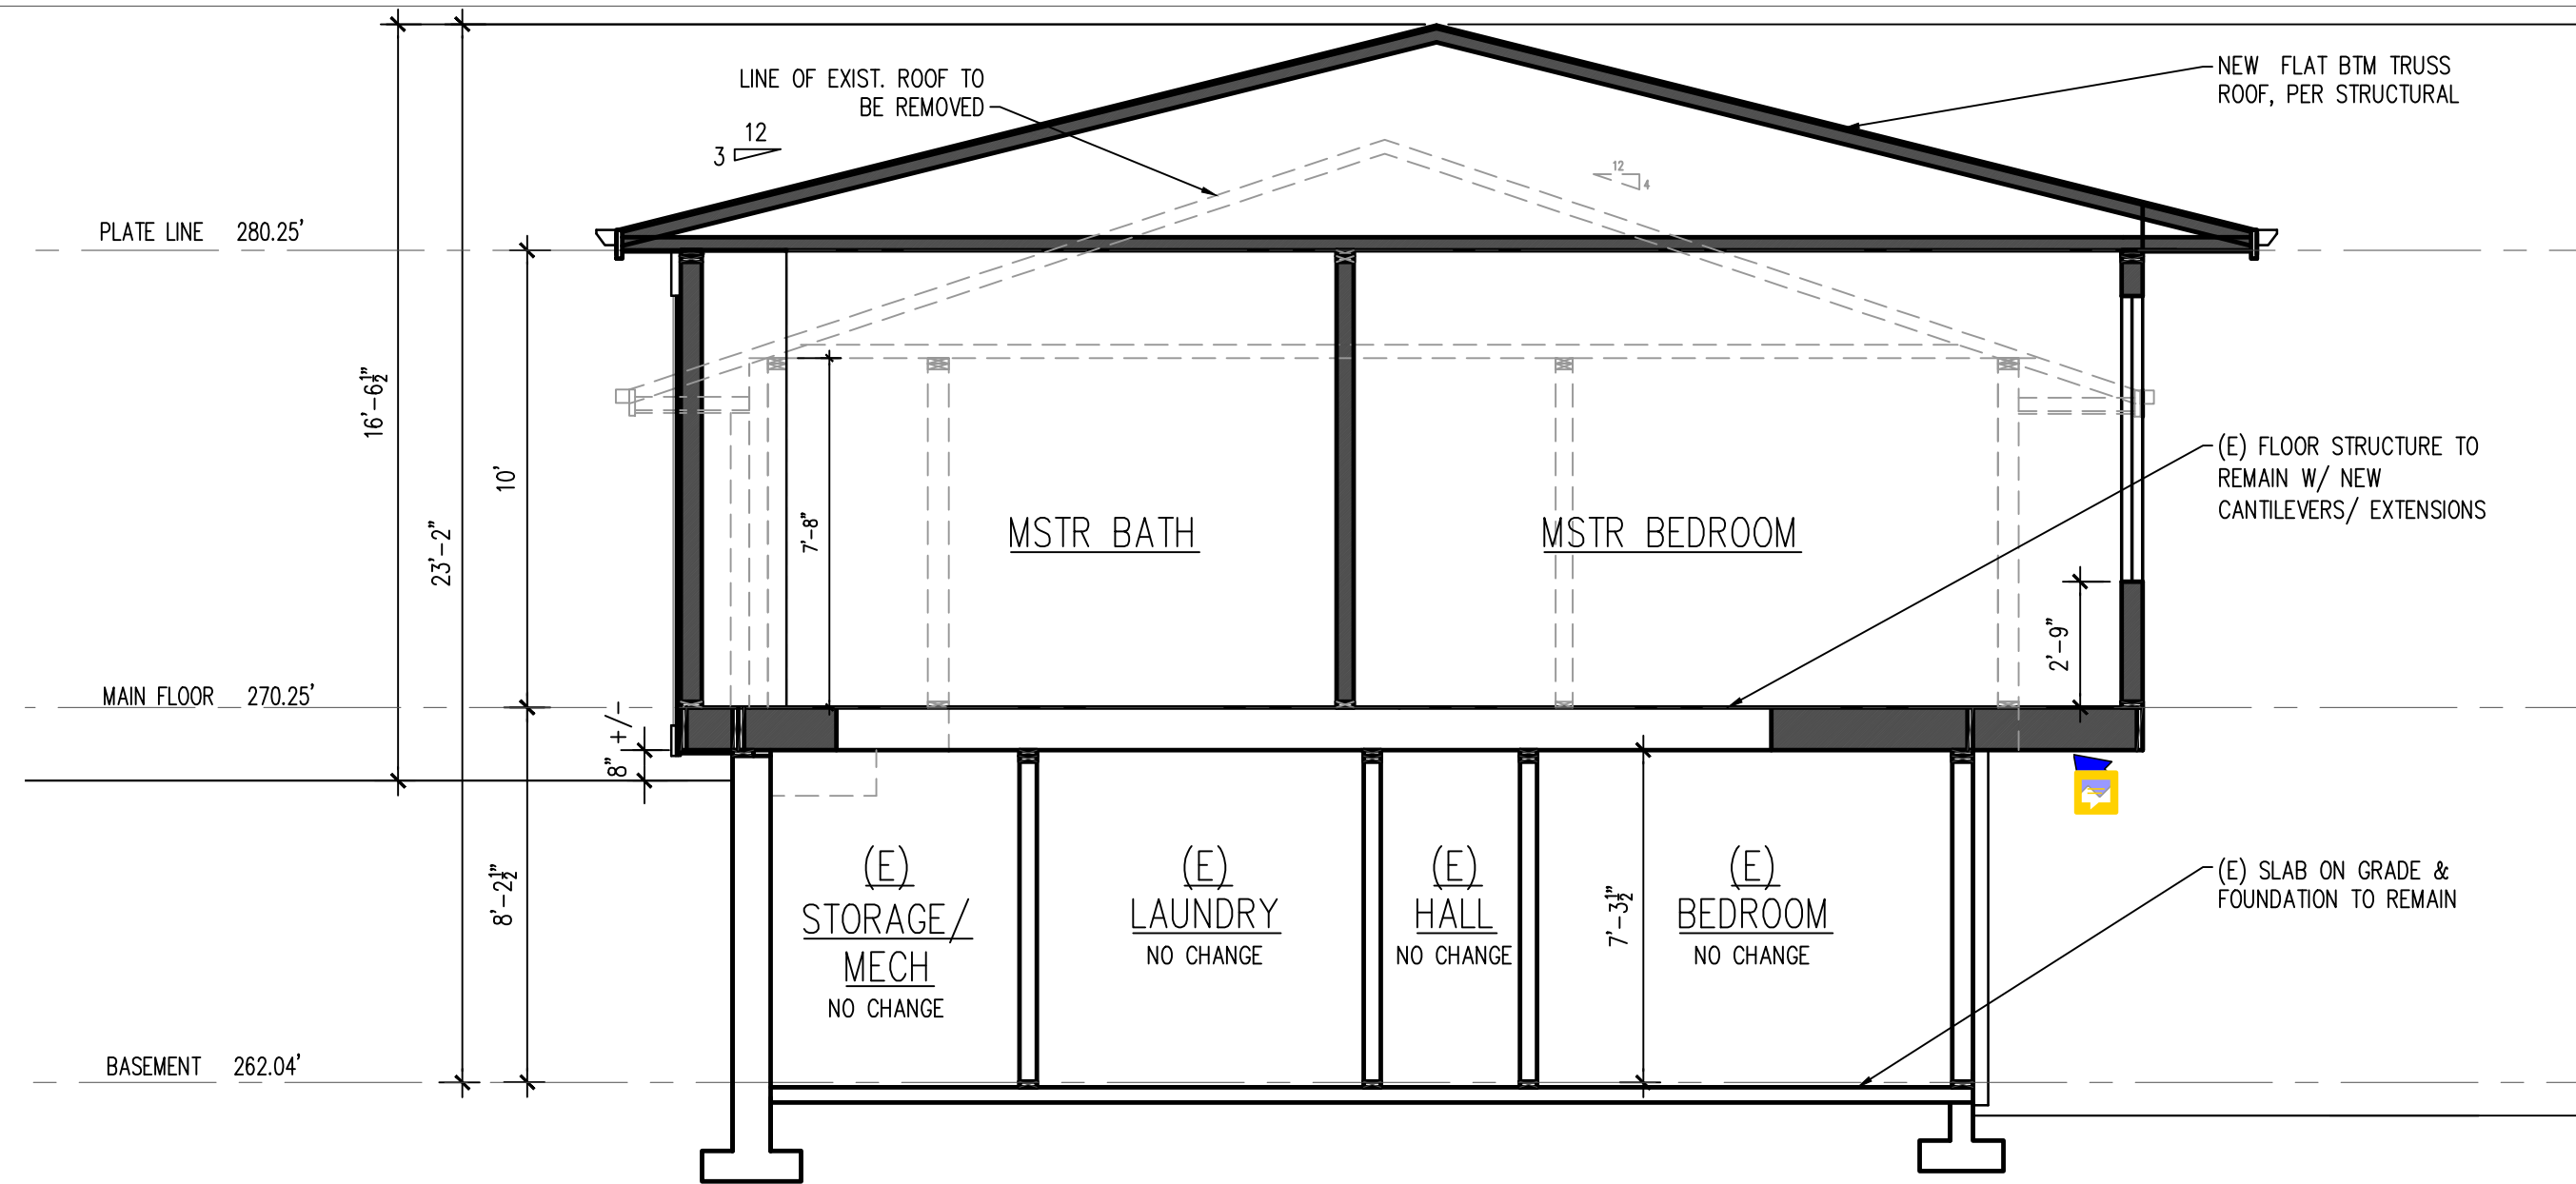 LINE OF EXIST. ROOF TO
BE REMOVED
NEW FLAT BTM TRUSS
ROOF, PER STRUCTURAL
12
3
12
4
PLATE LINE 280.25'
16'-6½"
23'-2"
10'
7'-8"
MSTR BATH
MSTR BEDROOM
(E) FLOOR STRUCTURE TO
REMAIN W/ NEW
CANTILEVERS/ EXTENSIONS
2'-9"
MAIN FLOOR 270.25'
8" +/-
8'-2½"
(E)
STORAGE/
MECH
NO CHANGE
(E)
LAUNDRY
NO CHANGE
(E)
HALL
NO CHANGE
7'-3½"
(E)
BEDROOM
NO CHANGE
(E) SLAB ON GRADE &
FOUNDATION TO REMAIN
BASEMENT 262.04'